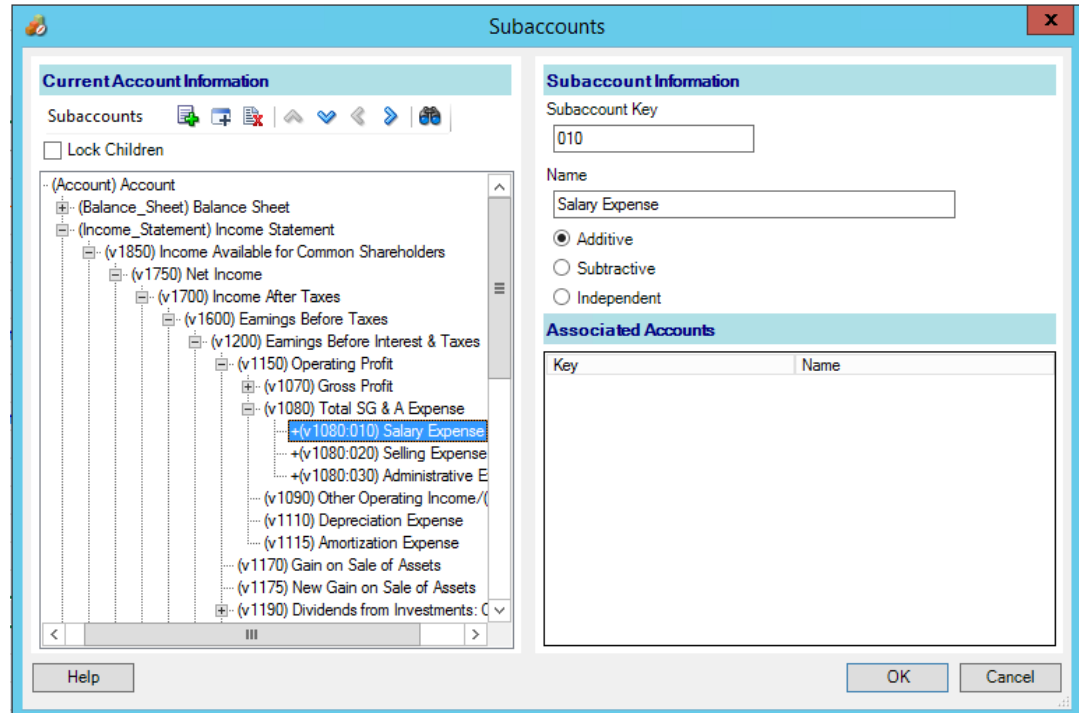 Subaccounts
x
Current Account Information
Subaccounts
Lock Children
(Account) Account
(Balance_Sheet) Balance Sheet
(Income_Statement) Income Statement
(v1850) Income Available for Common Shareholders
(v1750) Net Income
(v1700) Income After Taxes
(v1600) Earnings Before Taxes
(v1200) Earnings Before Interest & Taxes
(v1150) Operating Profit
(v1070) Gross Profit
(v1080) Total SG & A Expense
+(v1080:010) Salary Expense
+(v1080:020) Selling Expense
+(v1080:030) Administrative E
(v1090) Other Operating Income/(
(v1110) Depreciation Expense
(v1115) Amortization Expense
(v1170) Gain on Sale of Assets
(v1175) New Gain on Sale of Assets
(v1190) Dividends from Investments: C
Subaccount Information
Subaccount Key
010
Name
Salary Expense
Additive
Subtractive
Independent
Associated Accounts
Key Name
Help
OK Cancel